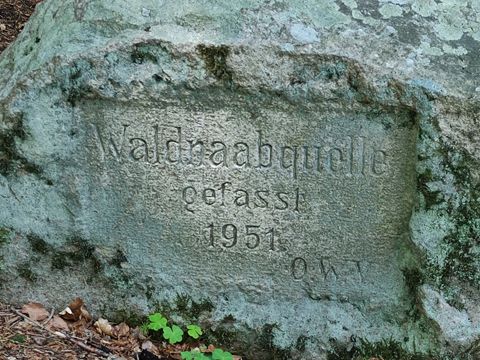 Waldnaabquelle
gefasst
1951
O.W.V.